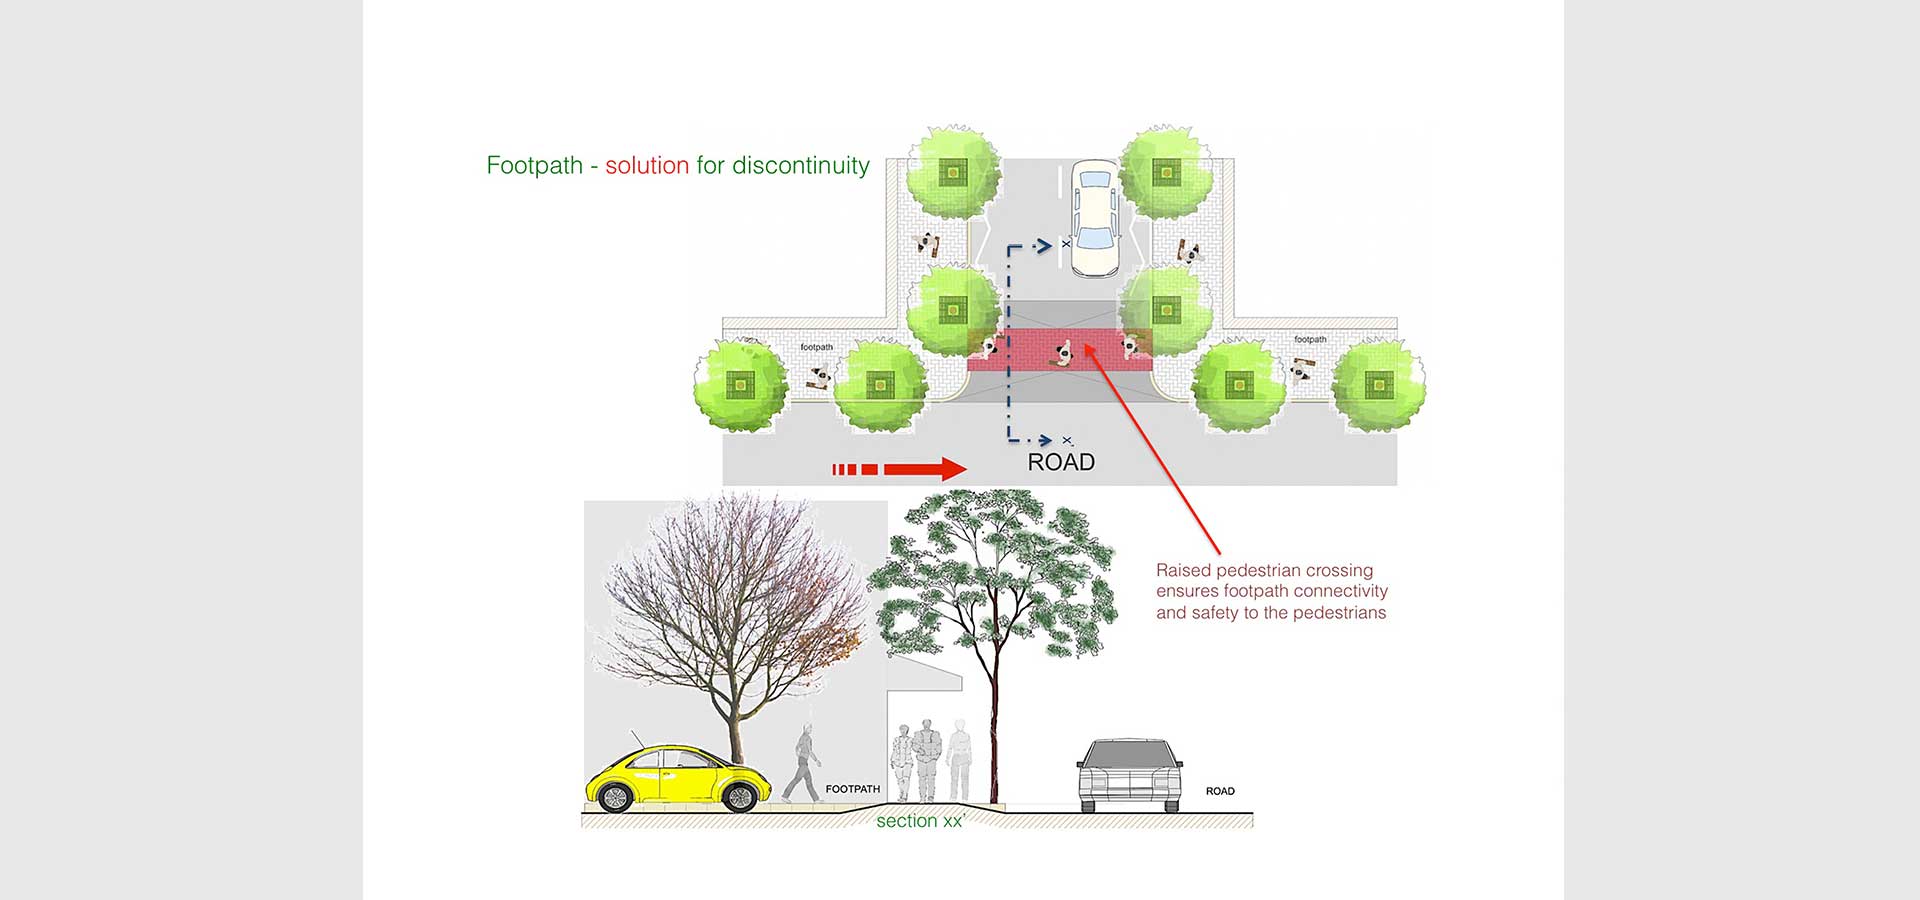 Footpath - solution for discontinuity
x
footpath
footpath
x
ROAD
Raised pedestrian crossing
ensures footpath connectivity
and safety to the pedestrians
FOOTPATH
ROAD
section xx'